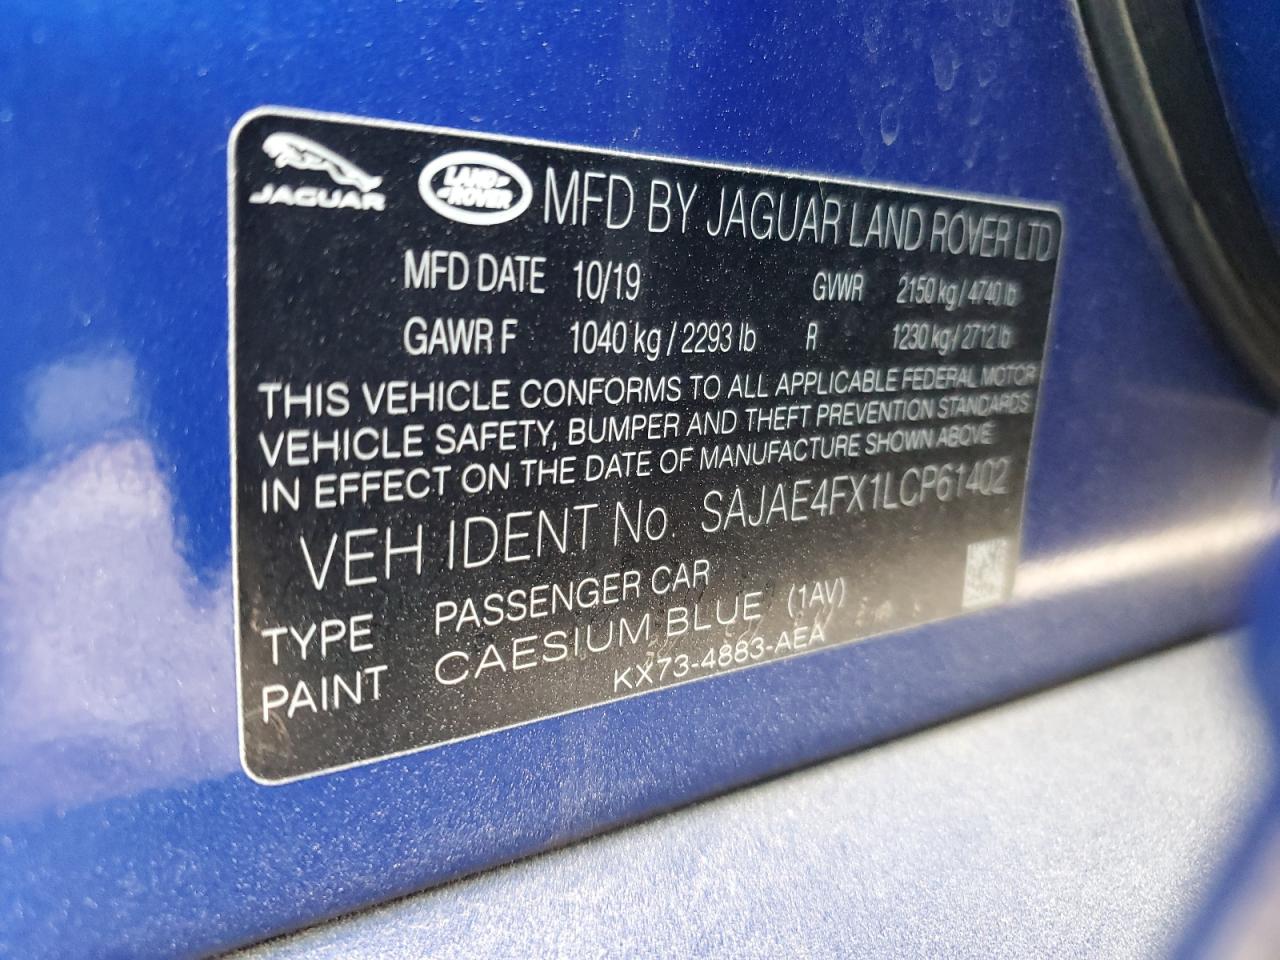 JAGUAR LAND ROVER MFD BY JAGUAR LAND ROVER LTD
MFD DATE 10/19 GVWR 2150 kg / 4740 lb
GAWR F 1040 kg / 2293 lb R 1230 kg / 2712 lb
THIS VEHICLE CONFORMS TO ALL APPLICABLE FEDERAL MOTOR
VEHICLE SAFETY, BUMPER AND THEFT PREVENTION STANDARDS
IN EFFECT ON THE DATE OF MANUFACTURE SHOWN ABOVE
VEH IDENT No. SAJAE4FX1LCP61402
TYPE PASSENGER CAR
PAINT CAESIUM BLUE (1AV)
KX73-4883-AEA